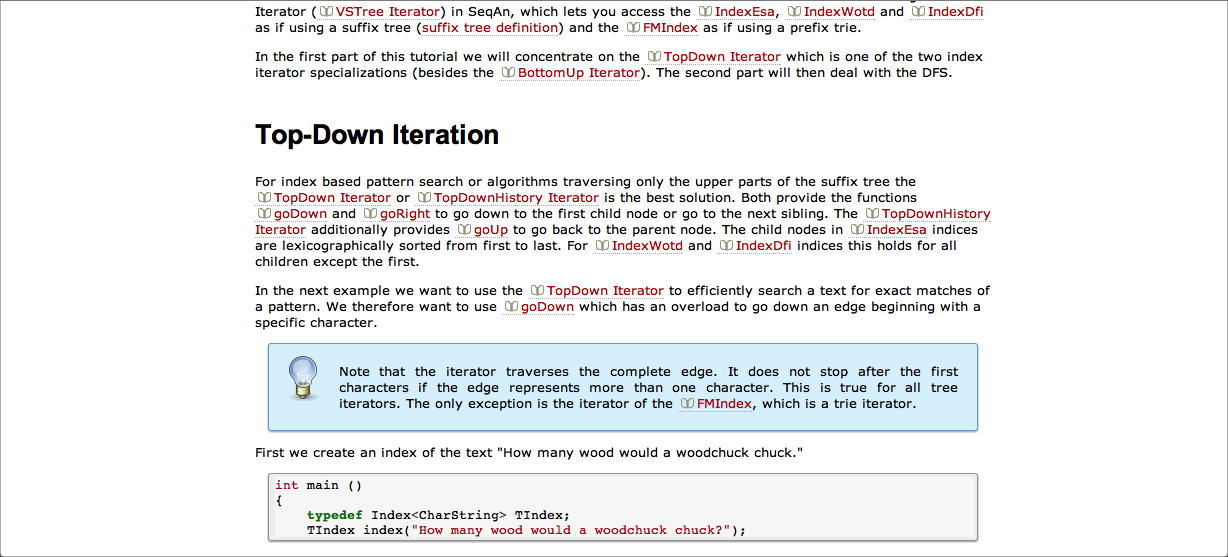 Iterator (VSTree Iterator) in SeqAn, which lets you access the IndexEsa, IndexWotd and IndexDfi
as if using a suffix tree (suffix tree definition) and the FMIndex as if using a prefix trie.
In the first part of this tutorial we will concentrate on the TopDown Iterator which is one of the two index
iterator specializations (besides the BottomUp Iterator). The second part will then deal with the DFS.
Top-Down Iteration
For index based pattern search or algorithms traversing only the upper parts of the suffix tree the
TopDown Iterator or TopDownHistory Iterator is the best solution. Both provide the functions
goDown and goRight to go down to the first child node or go to the next sibling. The TopDownHistory
Iterator additionally provides goUp to go back to the parent node. The child nodes in IndexEsa indices
are lexicographically sorted from first to last. For IndexWotd and IndexDfi indices this holds for all
children except the first.
In the next example we want to use the TopDown Iterator to efficiently search a text for exact matches of
a pattern. We therefore want to use goDown which has an overload to go down an edge beginning with a
specific character.
Note that the iterator traverses the complete edge. It does not stop after the first
characters if the edge represents more than one character. This is true for all tree
iterators. The only exception is the iterator of the FMIndex, which is a trie iterator.
First we create an index of the text "How many wood would a woodchuck chuck."
int main ()
{
    typedef Index<CharString> TIndex;
    TIndex index("How many wood would a woodchuck chuck?");